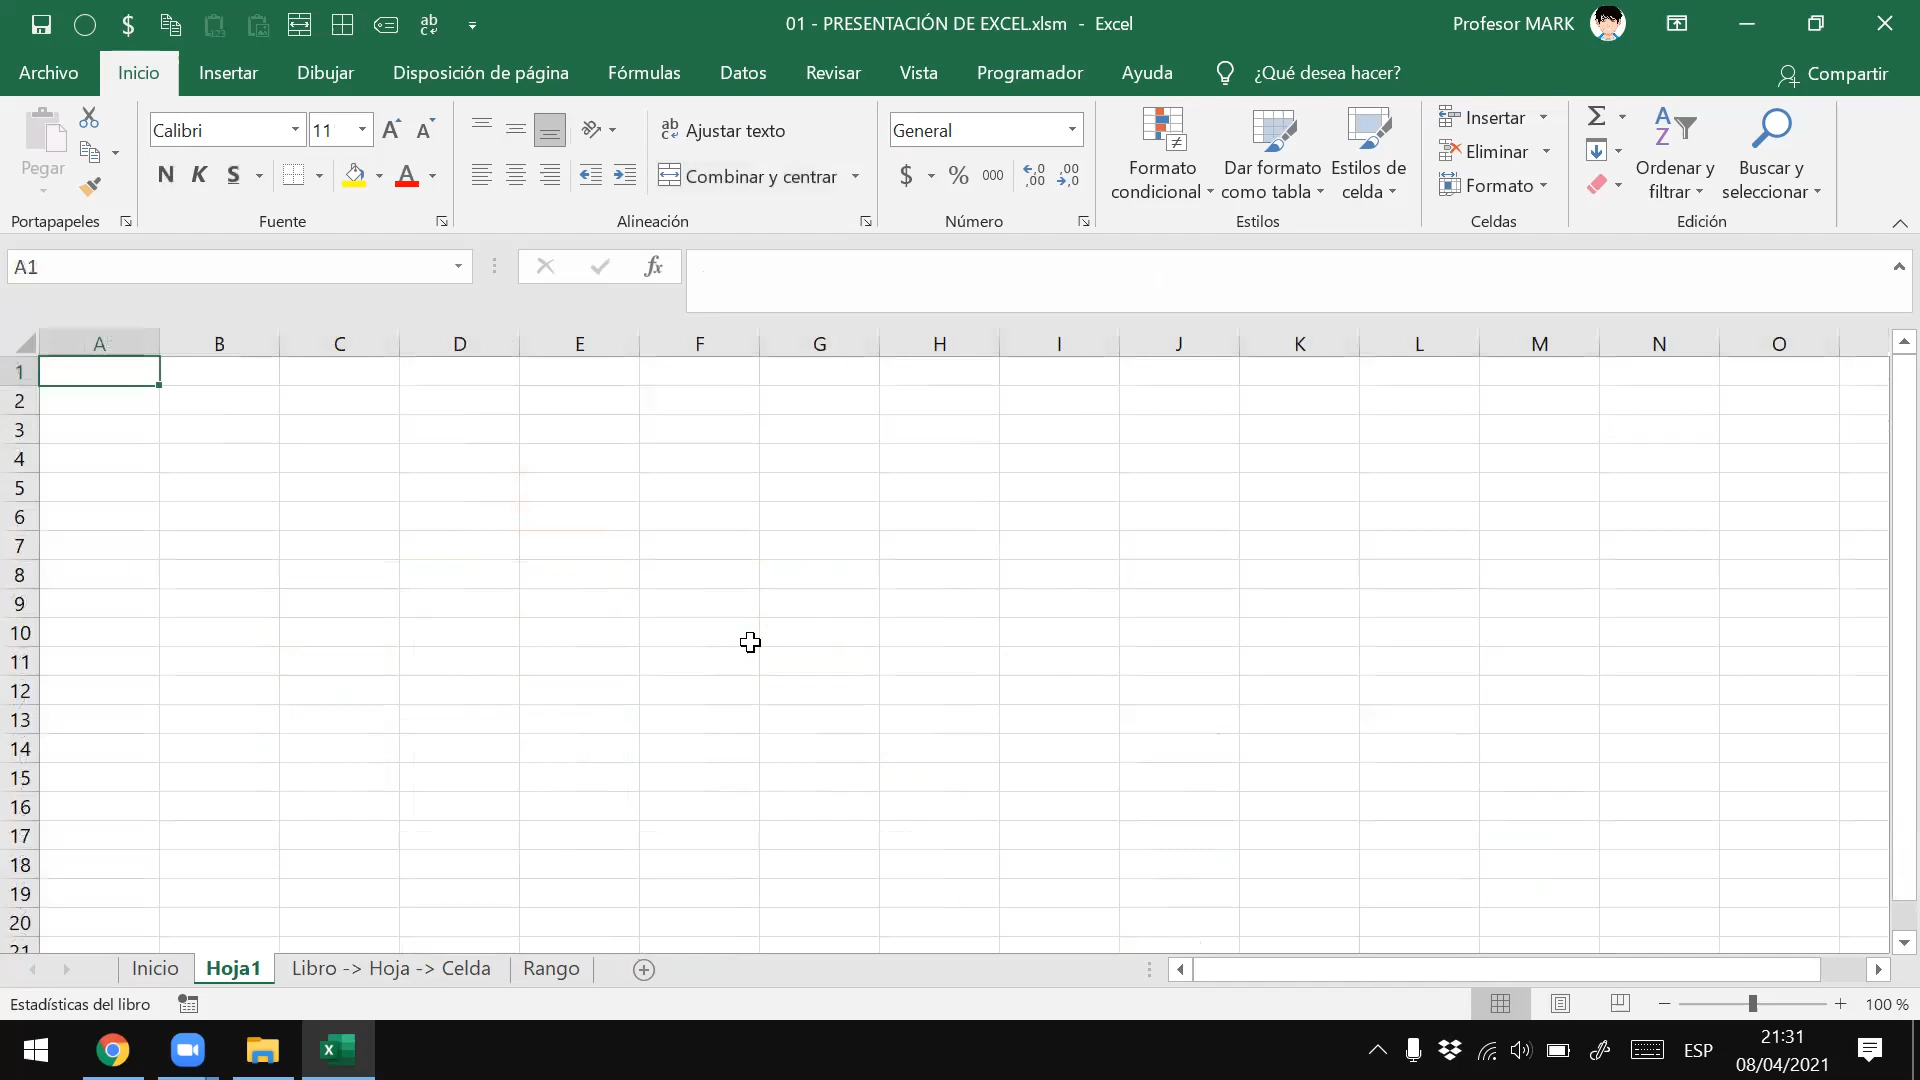 01 - PRESENTACIÓN DE EXCEL.xlsm - Excel
Profesor MARK
Archivo Inicio Insertar Dibujar Disposición de página Fórmulas Datos Revisar Vista Programador Ayuda ¿Qué desea hacer? Compartir
Pegar
Calibri 11
N K S
Ajustar texto
Combinar y centrar
General
$ % 000
Formato condicional
Dar formato como tabla
Estilos de celda
Insertar
Eliminar
Formato
Ordenar y filtrar
Buscar y seleccionar
Portapapeles Fuente Alineación Número Estilos Celdas Edición
A1 fx
A B C D E F G H I J K L M N O
1
2
3
4
5
6
7
8
9
10
11
12
13
14
15
16
17
18
19
20
21
Inicio Hoja1 Libro -> Hoja -> Celda Rango
Estadísticas del libro 100 %
ESP 21:31
08/04/2021